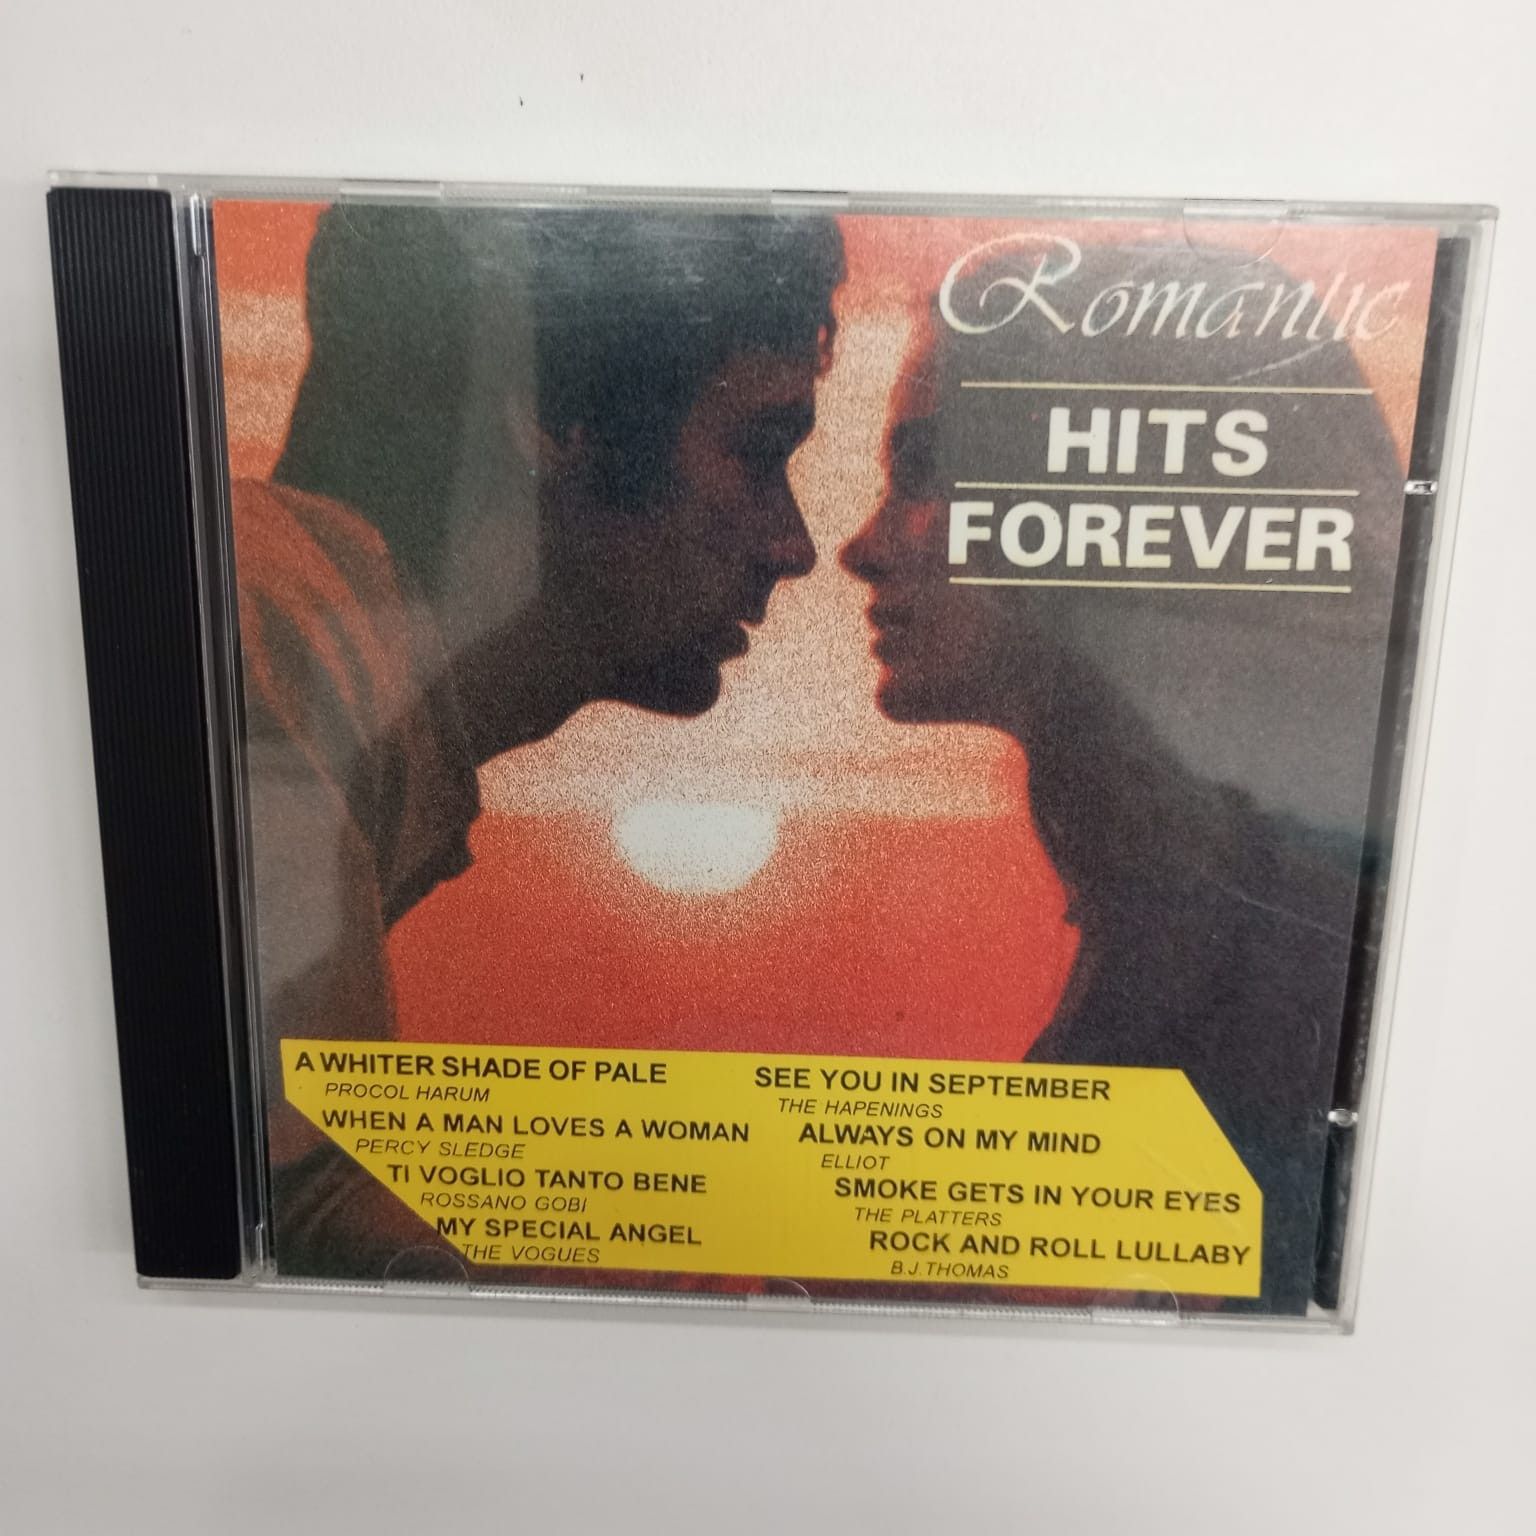 Romantic
HITS
FOREVER
A WHITER SHADE OF PALE
PROCOL HARUM
WHEN A MAN LOVES A WOMAN
PERCY SLEDGE
TI VOGLIO TANTO BENE
ROSSANO GOBI
MY SPECIAL ANGEL
THE VOGUES
SEE YOU IN SEPTEMBER
THE HAPENINGS
ALWAYS ON MY MIND
ELLIOT
SMOKE GETS IN YOUR EYES
THE PLATTERS
ROCK AND ROLL LULLABY
B.J.THOMAS